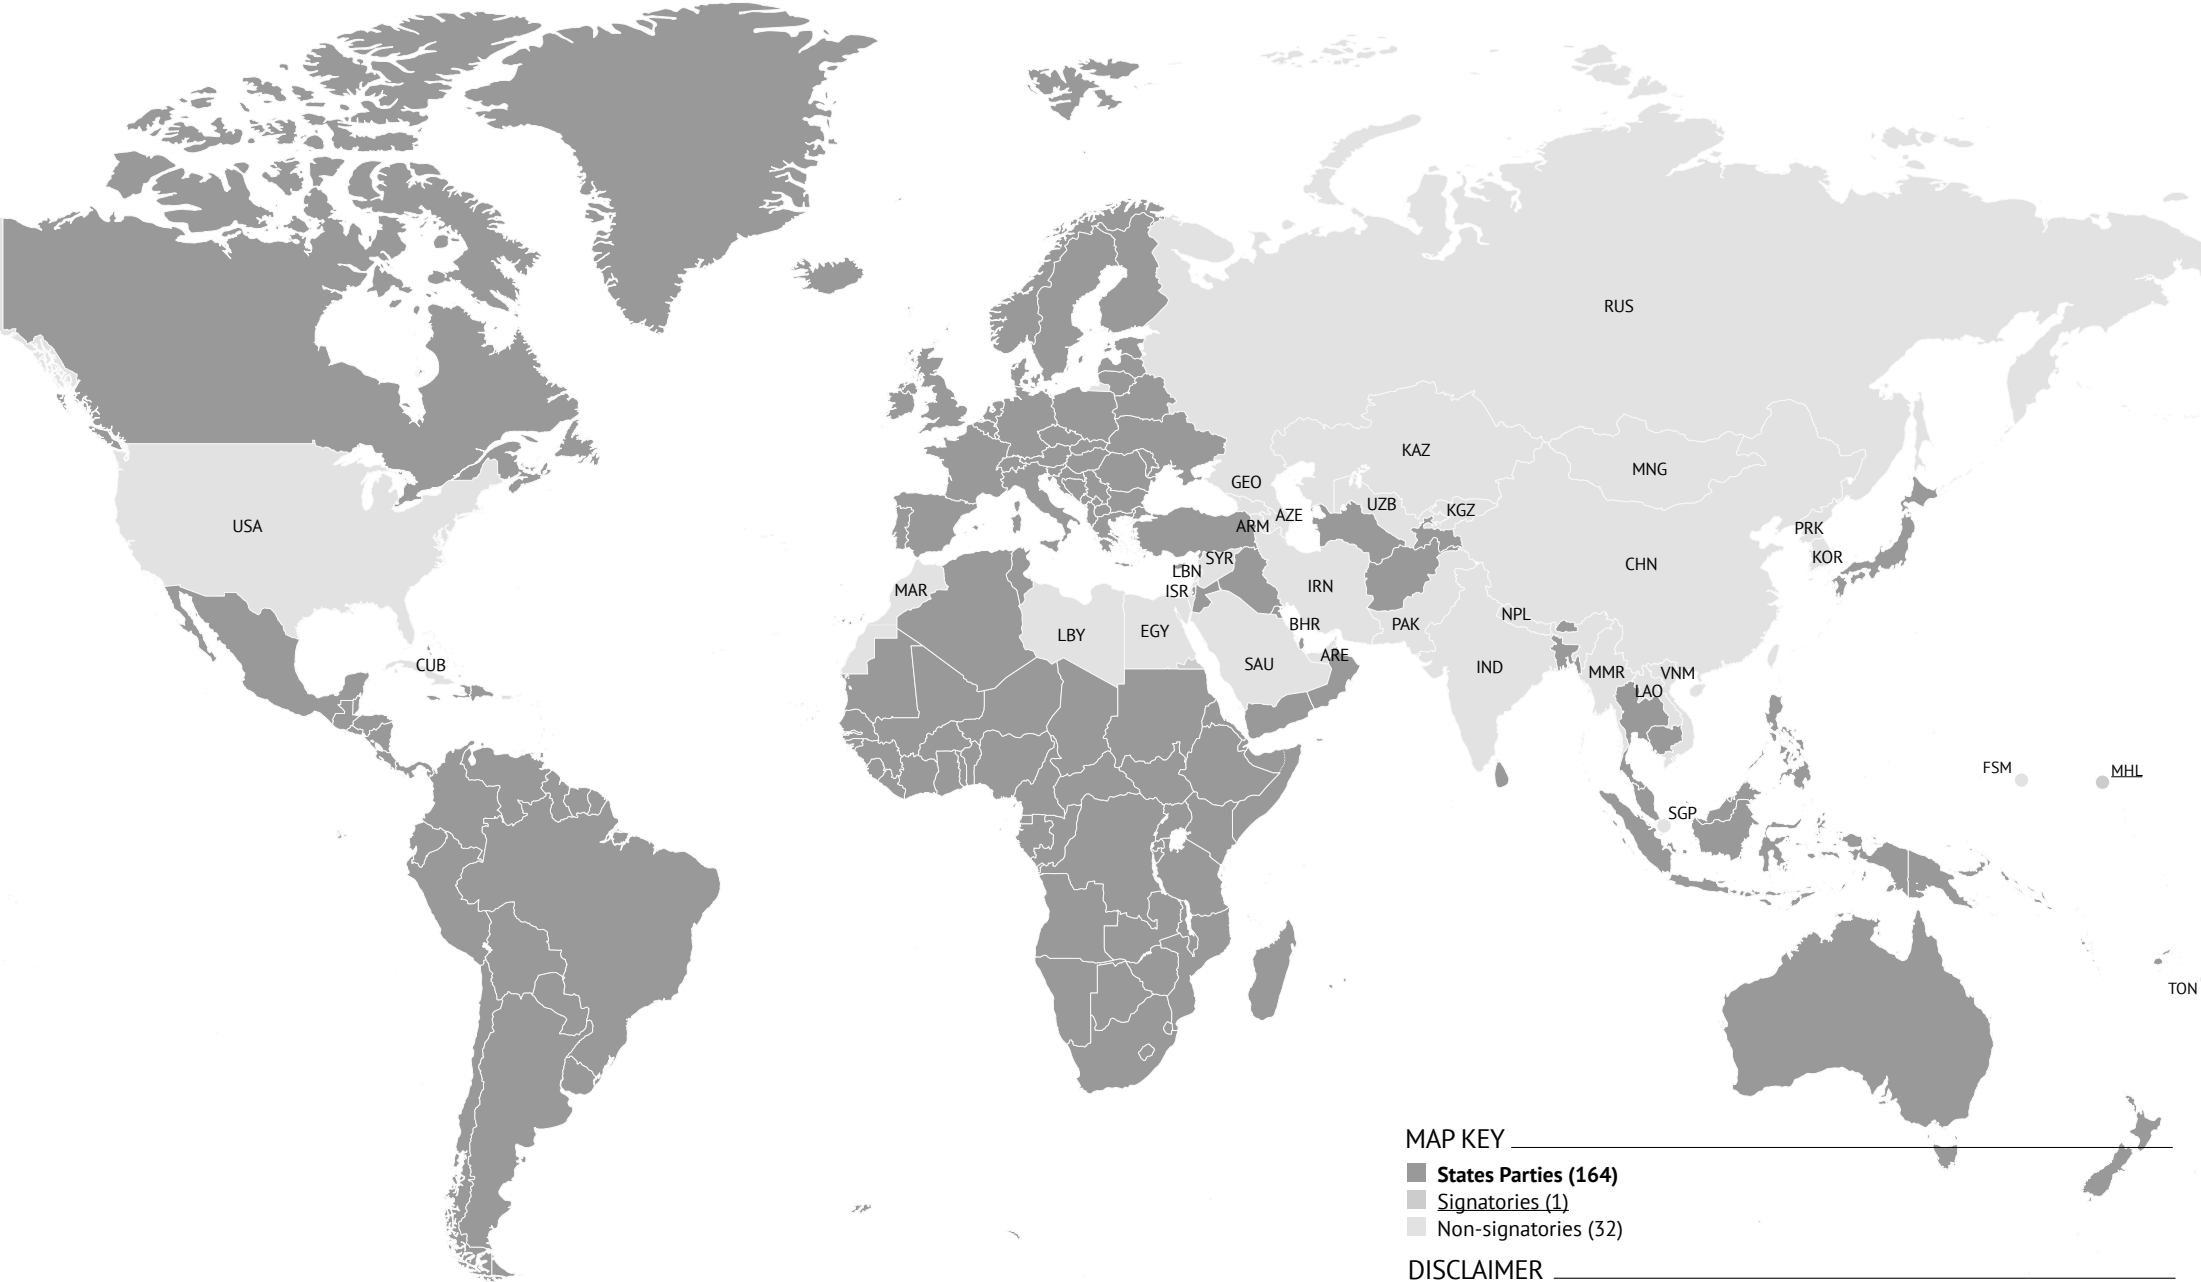 RUS
KAZ
MNG
GEO
UZB
KGZ
AZE
ARM
USA
PRK
SYR
KOR
CHN
LBN
IRN
MAR
ISR
NPL
BHR
PAK
EGY
LBY
ARE
SAU
CUB
IND
MMR
VNM
LAO
FSM
MHL
SGP
TON
MAP KEY
States Parties (164)
Signatories (1)
Non-signatories (32)
DISCLAIMER